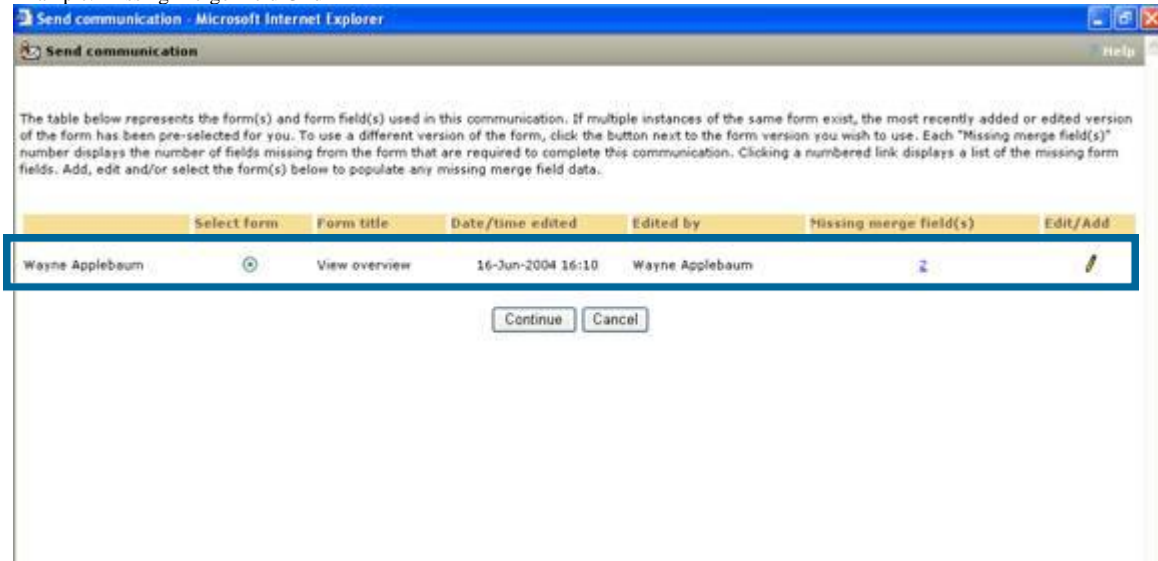 Send communication - Microsoft Internet Explorer
Send communication Help
The table below represents the form(s) and form field(s) used in this communication. If multiple instances of the same form exist, the most recently added or edited version
of the form has been pre-selected for you. To use a different version of the form, click the button next to the form version you wish to use. Each "Missing merge field(s)"
number displays the number of fields missing from the form that are required to complete this communication. Clicking a numbered link displays a list of the missing form
fields. Add, edit and/or select the form(s) below to populate any missing merge field data.
Select form Form title Date/time edited Edited by Missing merge field(s) Edit/Add
Wayne Applebaum View overview 16-Jun-2004 16:10 Wayne Applebaum 2
Continue Cancel